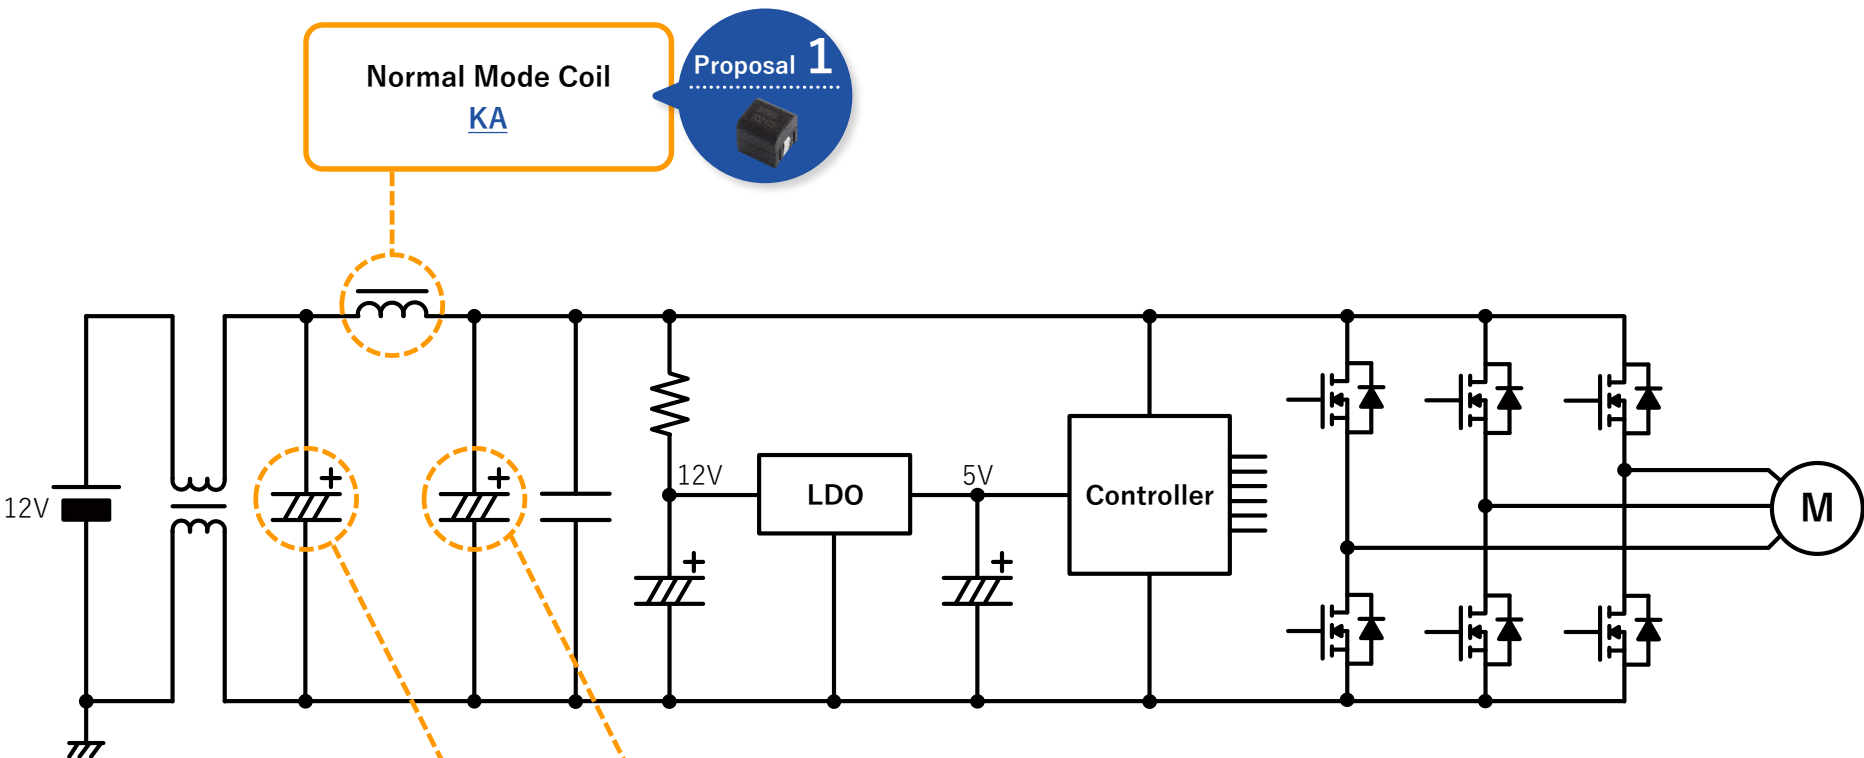 Normal Mode Coil
KA
Proposal 1
12V
12V
LDO
5V
Controller
M